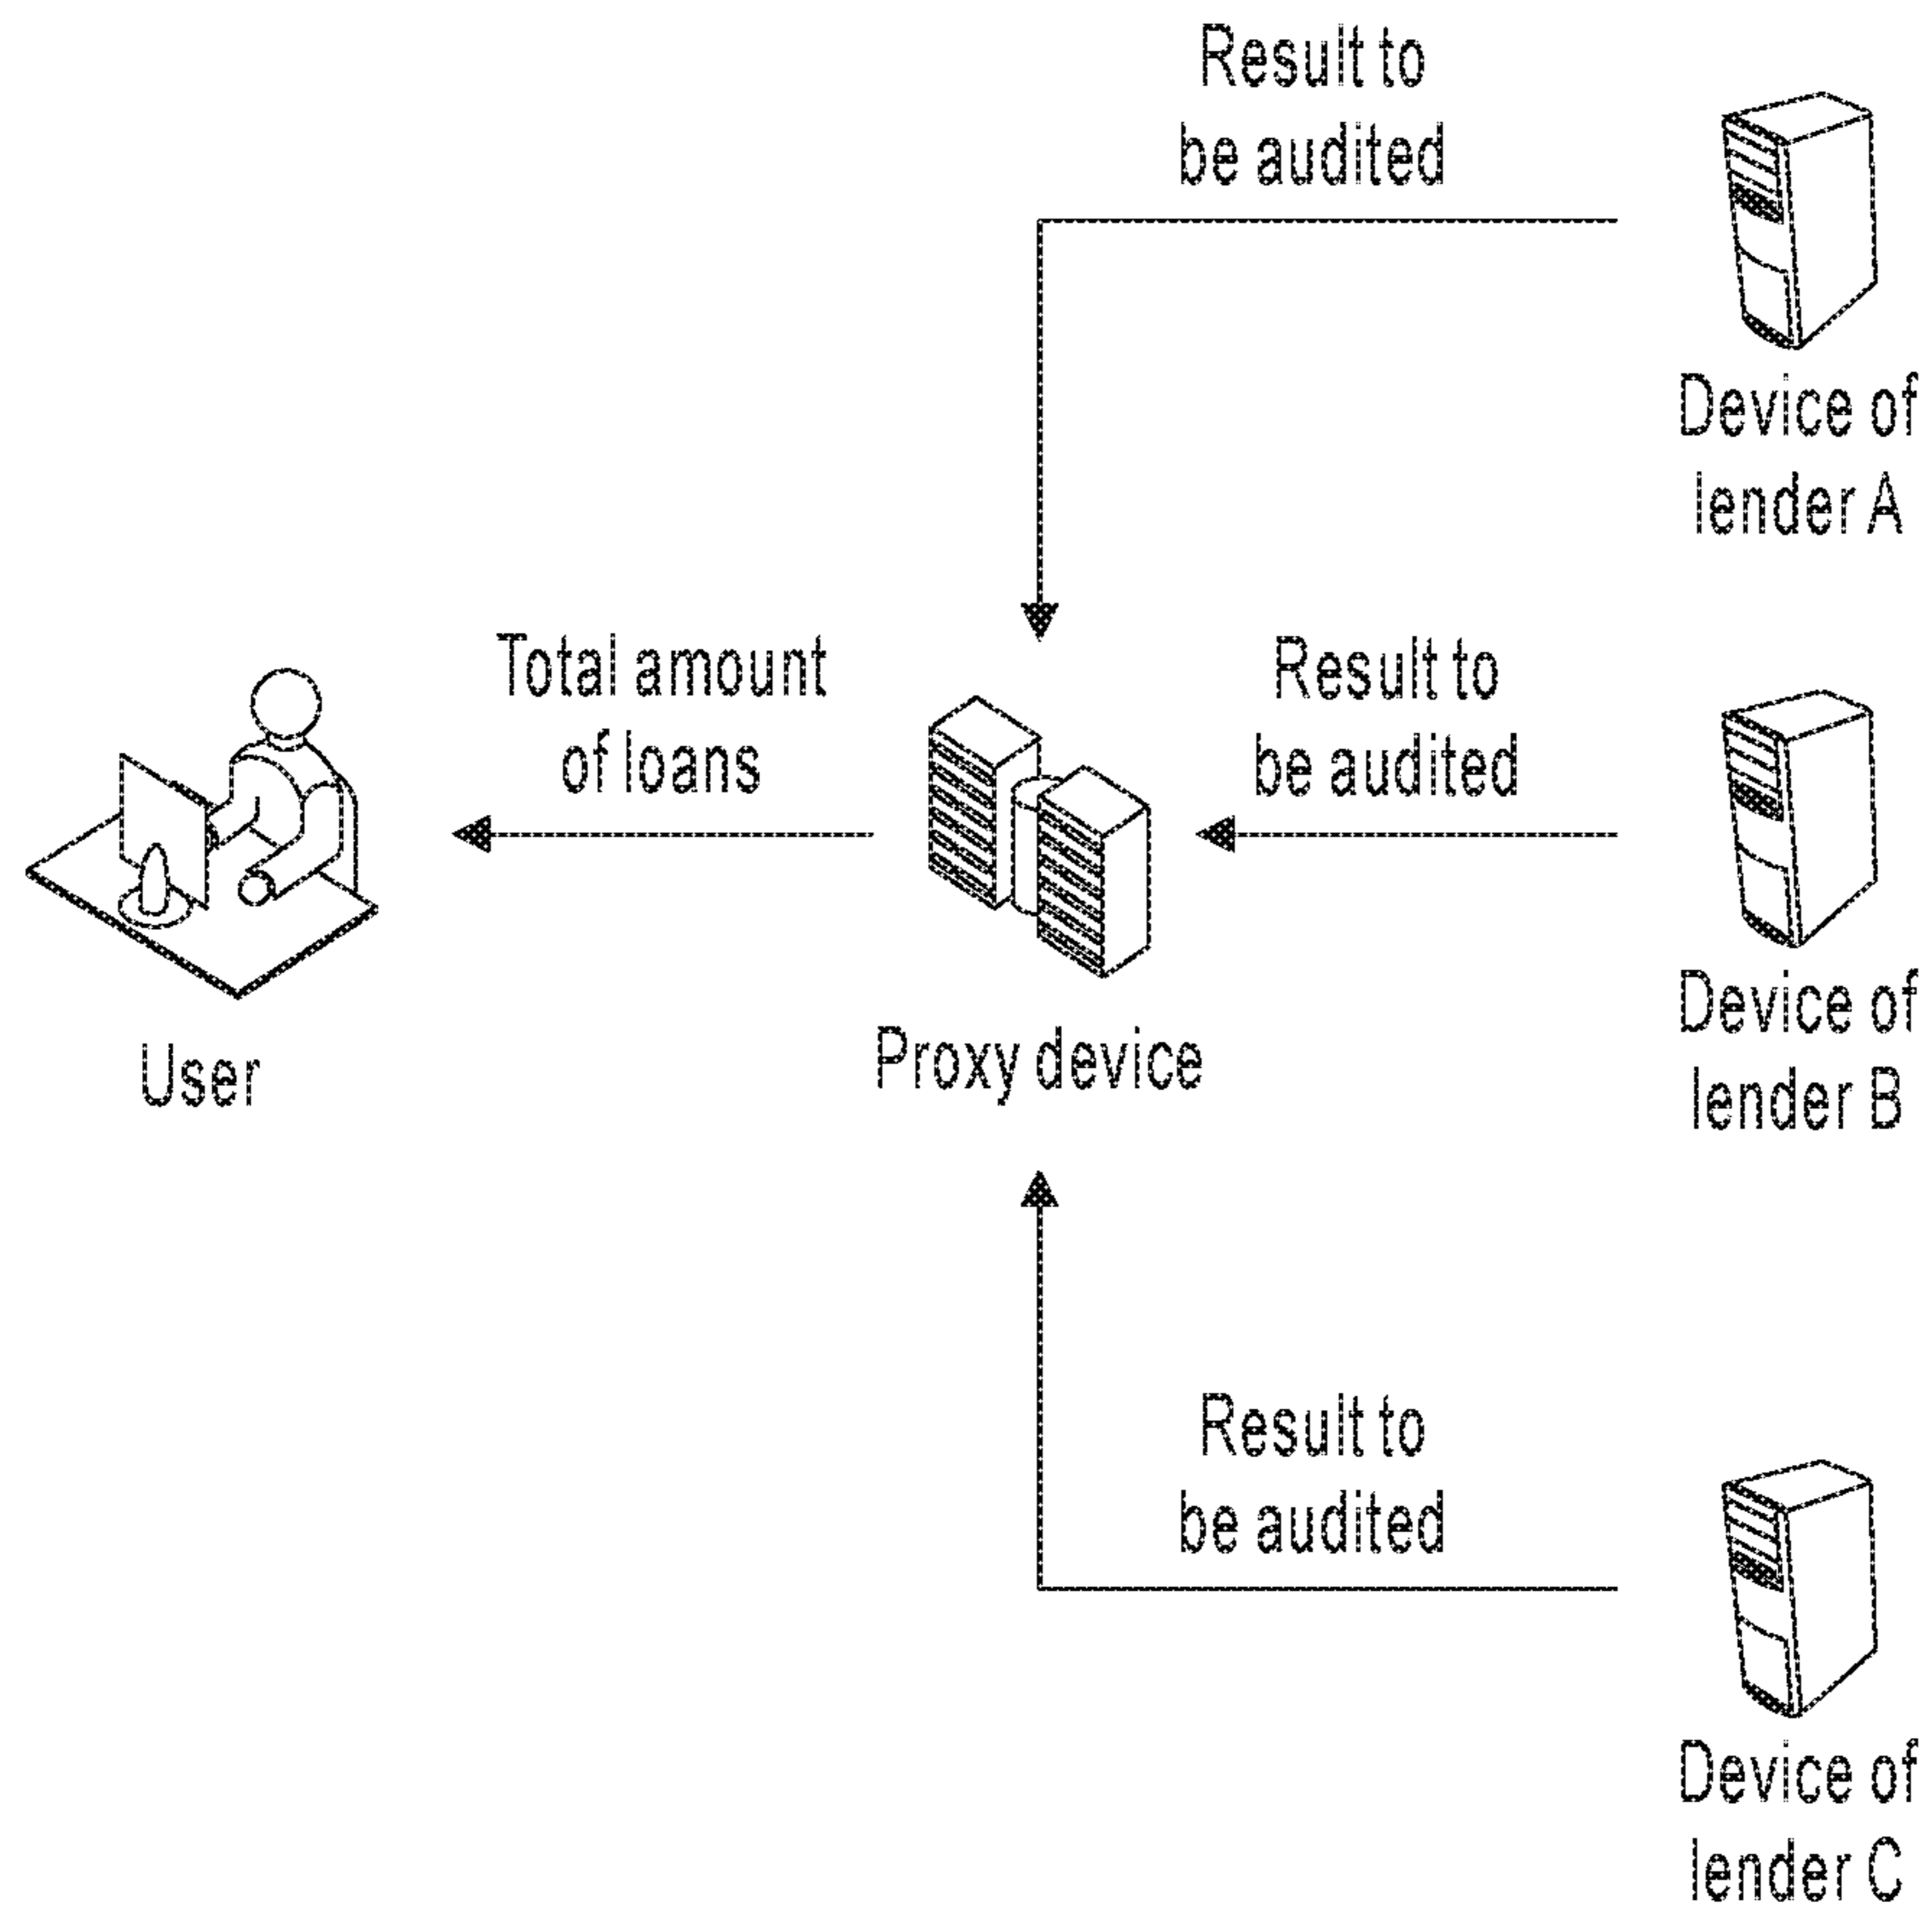 Result to
be audited
Device of
lender A
Total amount
of loans
Result to
be audited
User
Proxy device
Device of
lender B
Result to
be audited
Device of
lender C